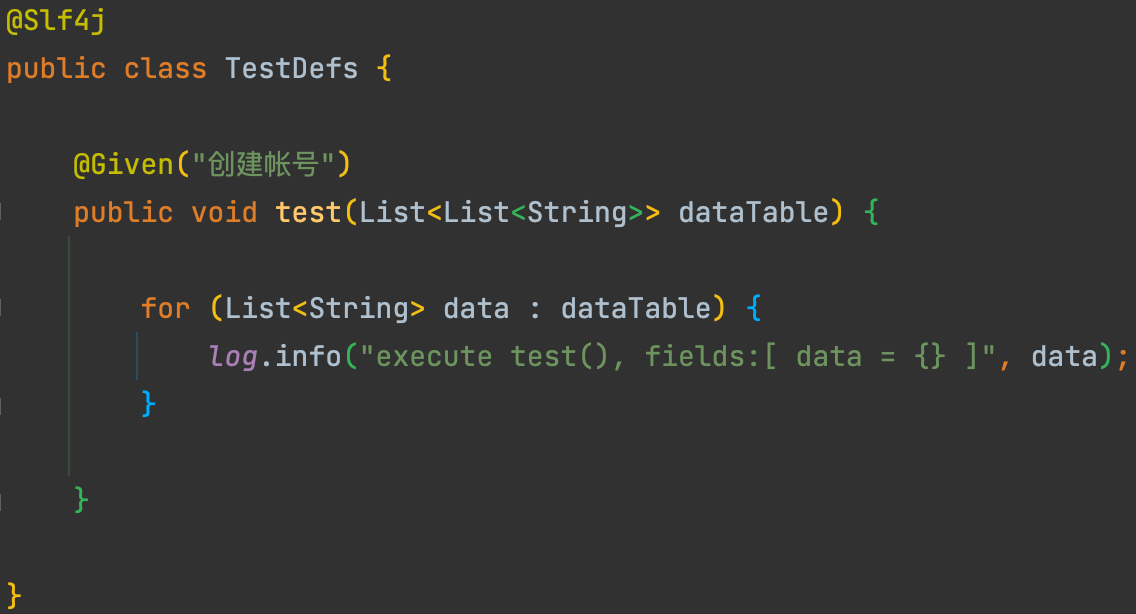 @Slf4j
public class TestDefs {
@Given("创建帐号")
public void test(List<List<String>> dataTable) {
for (List<String> data : dataTable) {
log.info("execute test(), fields:[ data = {} ]", data);
}
}
}